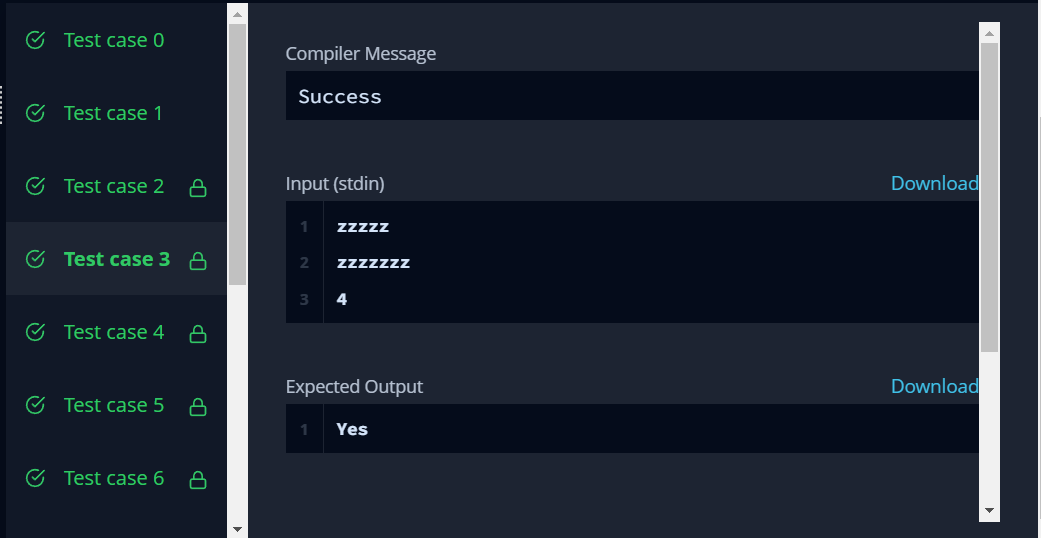 Test case 0
Test case 1
Test case 2
Test case 3
Test case 4
Test case 5
Test case 6
Compiler Message
Success
Input (stdin)
Download
1 zzzzz
2 zzzzzzz
3 4
Expected Output
Download
1 Yes